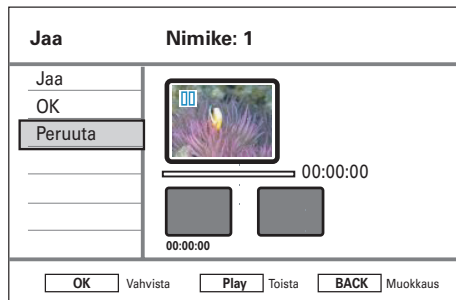 Jaa Nimike: 1
Jaa
OK
Peruuta
00:00:00
00:00:00
OK Vahvista Play Toista BACK Muokkaus